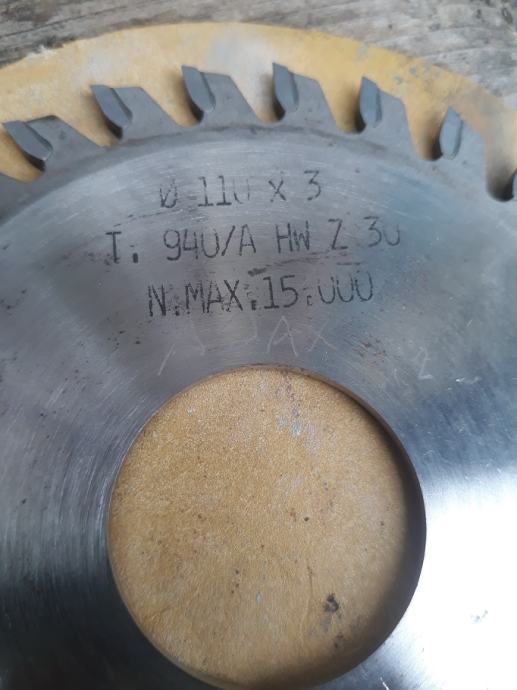 Ø 110 x 3
T. 940/A HW Z 30
N.MAX.15.000